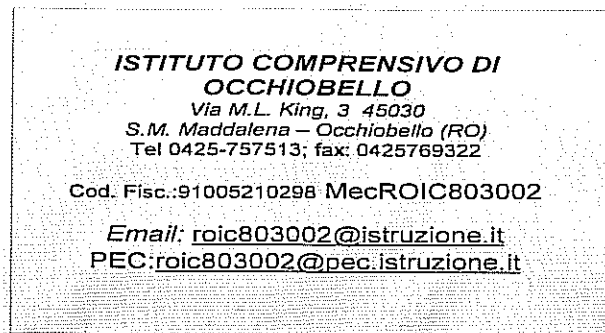 ISTITUTO COMPRENSIVO DI
OCCHIOBELLO
Via M.L. King, 3 45030
S.M. Maddalena – Occhiobello (RO)
Tel 0425-757513; fax: 0425769322
Cod. Fisc.:91005210298 MecROIC803002
Email: roic803002@istruzione.it
PEC:roic803002@pec.istruzione.it